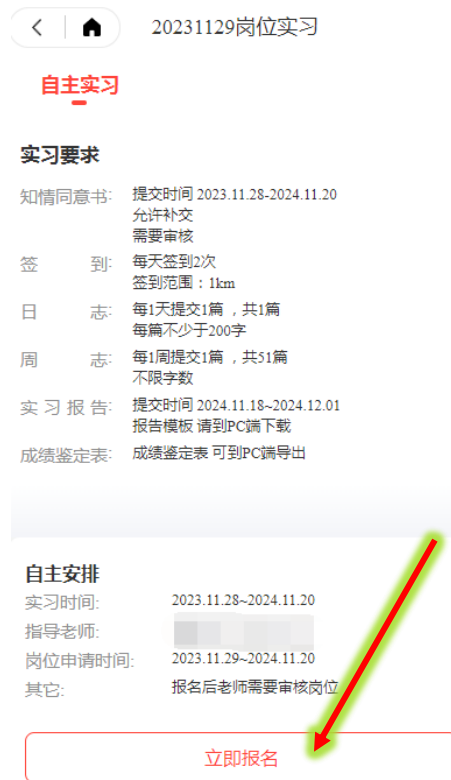 20231129岗位实习
自主实习
实习要求
知情同意书: 提交时间 2023.11.28-2024.11.20
允许补交
需要审核
签 到: 每天签到2次
签到范围：1km
日 志: 每1天提交1篇 ，共1篇
每篇不少于200字
周 志: 每1周提交1篇 ，共51篇
不限字数
实 习 报 告: 提交时间 2024.11.18~2024.12.01
报告模板 请到PC端下载
成绩鉴定表: 成绩鉴定表 可到PC端导出
自主安排
实习时间: 2023.11.28~2024.11.20
指导老师:
岗位申请时间: 2023.11.29~2024.11.20
其它: 报名后老师需要审核岗位
立即报名